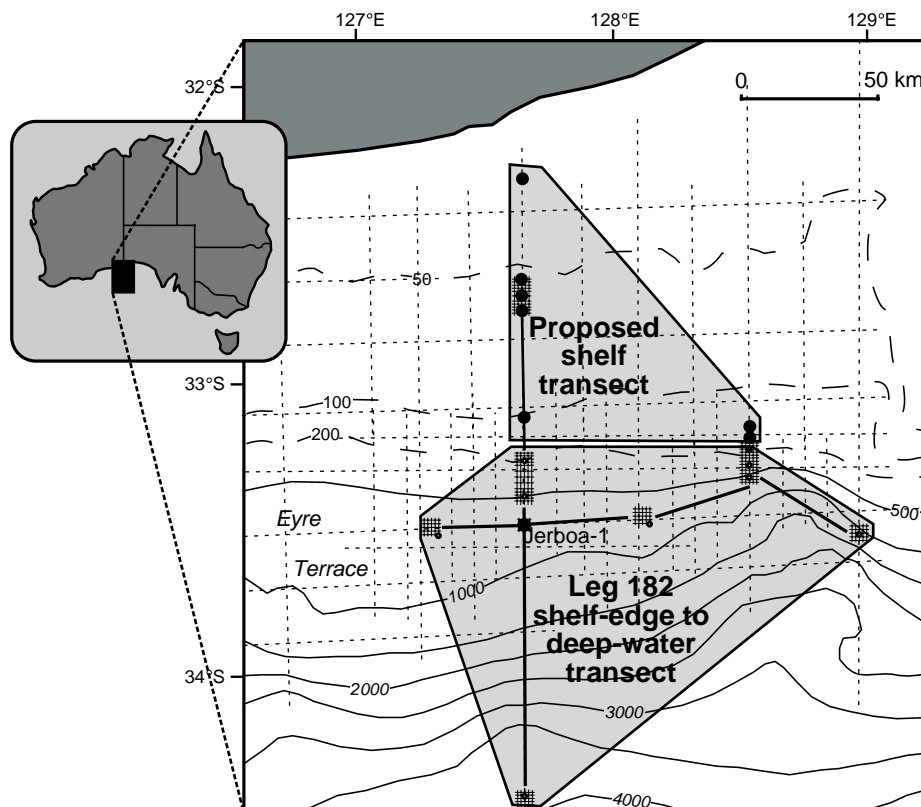 127°E 128°E 129°E
32°S
0 50 km
50
Proposed
shelf
transect
33°S
100
200
500
Eyre
Jerboa-1
Terrace
1000
Leg 182
shelf-edge to
deep-water
transect
34°S
2000
3000
4000